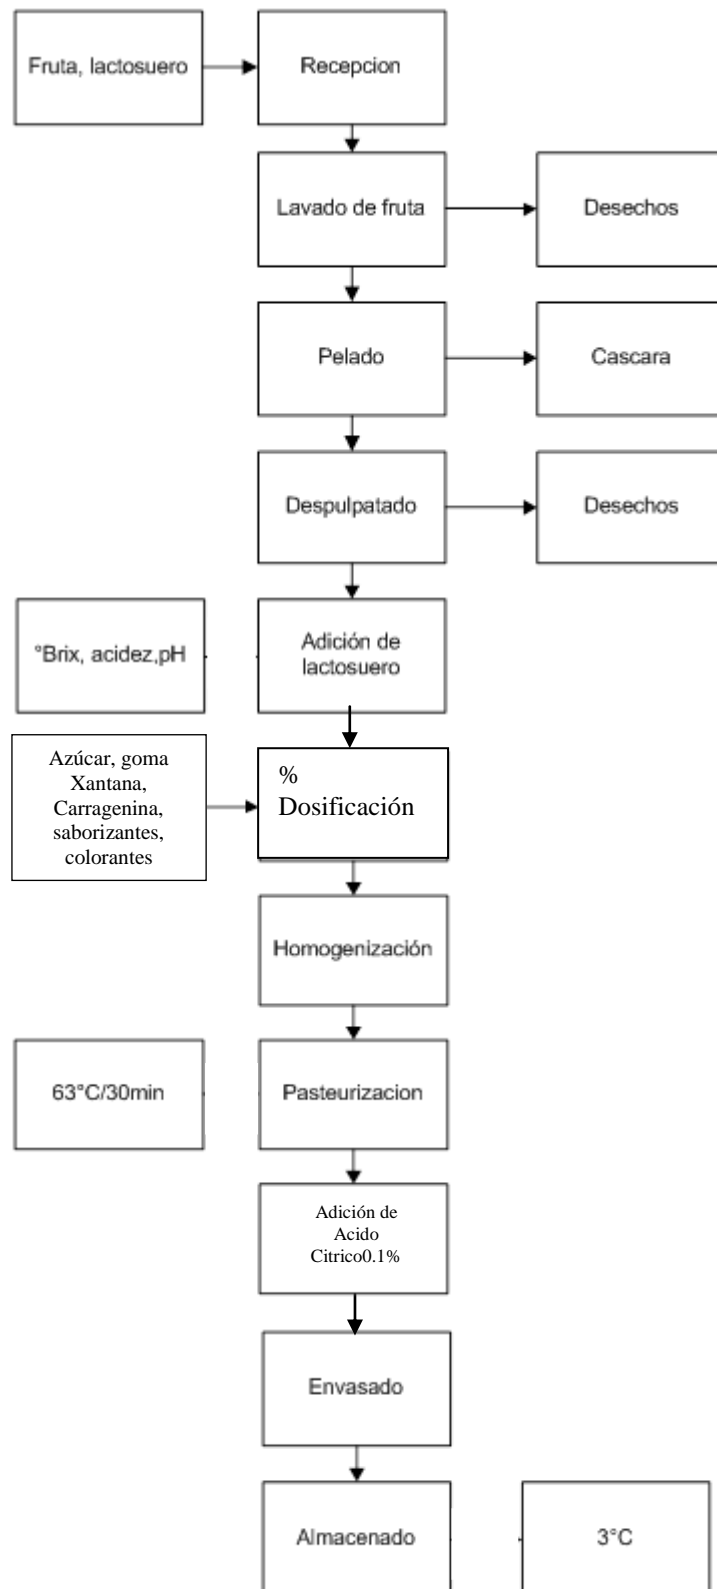 Fruta, lactosuero
Recepcion
Lavado de fruta
Desechos
Pelado
Cascara
Despulpatado
Desechos
°Brix, acidez,pH
Adición de
lactosuero
Azúcar, goma
Xantana,
Carragenina,
saborizantes,
colorantes
%
Dosificación
Homogenización
63°C/30min
Pasteurizacion
Adición de
Acido
Citrico0.1%
Envasado
Almacenado
3°C